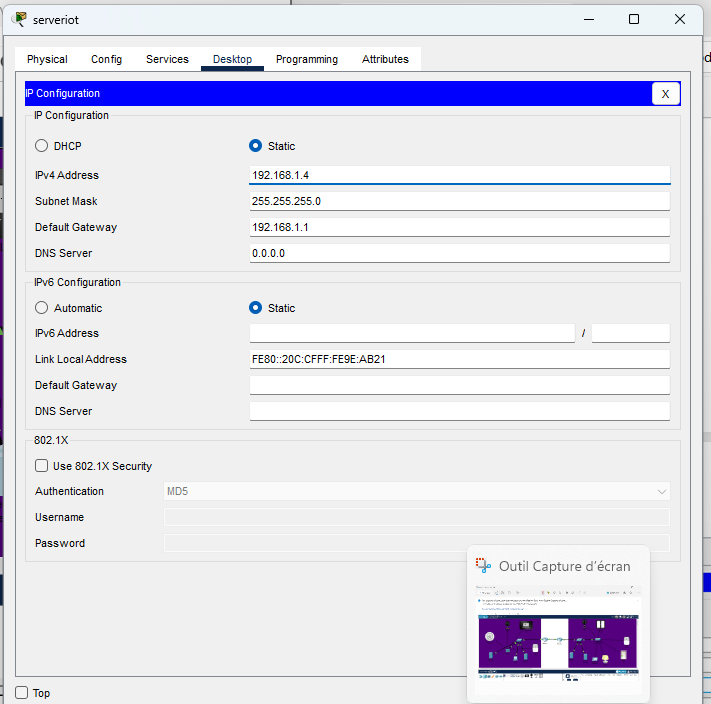 serveriot
Physical Config Services Desktop Programming Attributes
IP Configuration X
IP Configuration
DHCP Static
IPv4 Address 192.168.1.4
Subnet Mask 255.255.255.0
Default Gateway 192.168.1.1
DNS Server 0.0.0.0
IPv6 Configuration
Automatic Static
IPv6 Address /
Link Local Address FE80::20C:CFFF:FE9E:AB21
Default Gateway
DNS Server
802.1X
Use 802.1X Security
Authentication MD5
Username
Password
Outil Capture d'écran
Top